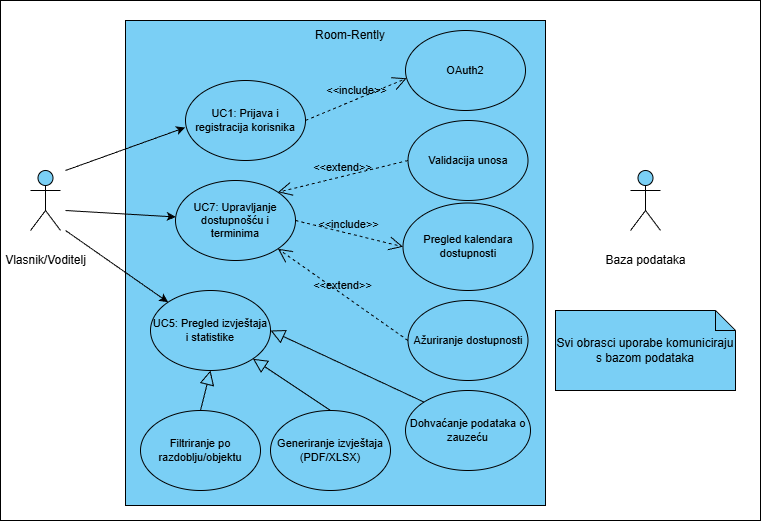 Room-Rently
OAuth2
<<include>>
UC1: Prijava i
registracija korisnika
Validacija unosa
<<extend>>
UC7: Upravljanje
dostupnošću i
terminima
<<include>>
Pregled kalendara
dostupnosti
Vlasnik/Voditelj
Baza podataka
<<extend>>
UC5: Pregled izvještaja
i statistike
Ažuriranje dostupnosti
Svi obrasci uporabe komuniciraju
s bazom podataka
Filtriranje po
razdoblju/objektu
Generiranje izvještaja
(PDF/XLSX)
Dohvaćanje podataka o
zauzeću